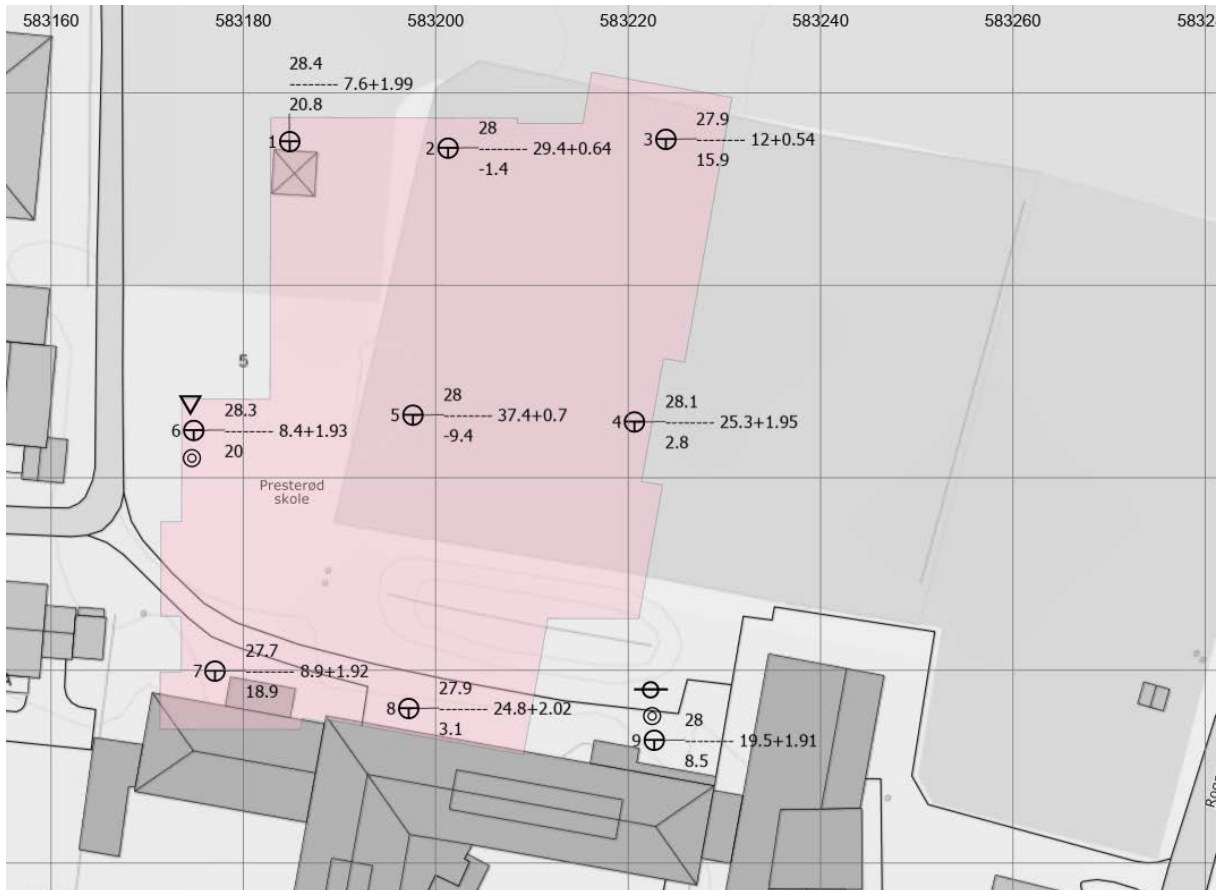 583160 583180 583200 583220 583240 583260 5832
28.4
-------- 7.6+1.99
20.8
1
28
2 -------- 29.4+0.64
-1.4
27.9
3 -------- 12+0.54
15.9
5
28.3
6 -------- 8.4+1.93
20
28
5 -------- 37.4+0.7
-9.4
28.1
4 -------- 25.3+1.95
2.8
Presterød
skole
27.7
7 -------- 8.9+1.92
18.9
27.9
8 -------- 24.8+2.02
3.1
28
9 -------- 19.5+1.91
8.5